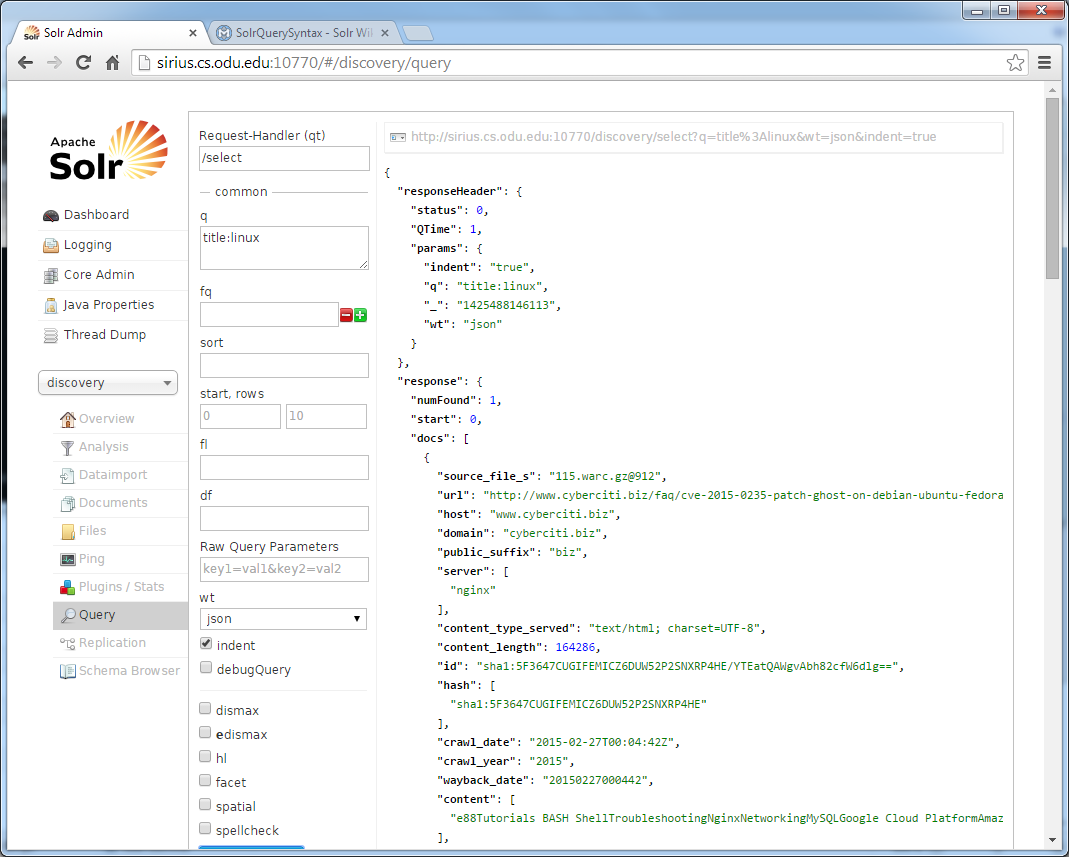 Solr Admin
SolrQuerySyntax - Solr Wil
sirius.cs.odu.edu:10770/#/discovery/query
Apache
Solr
Dashboard
Logging
Core Admin
Java Properties
Thread Dump
discovery
Overview
Analysis
Dataimport
Documents
Files
Ping
Plugins / Stats
Query
Replication
Schema Browser
Request-Handler (qt)
/select
common
q
title:linux
fq
sort
start, rows
0 10
fl
df
Raw Query Parameters
key1=val1&key2=val2
wt
json
indent
debugQuery
dismax
edismax
hl
facet
spatial
spellcheck
http://sirius.cs.odu.edu:10770/discovery/select?q=title%3Alinux&wt=json&indent=true
{
"responseHeader": {
"status": 0,
"QTime": 1,
"params": {
"indent": "true",
"q": "title:linux",
"_": "1425488146113",
"wt": "json"
}
},
"response": {
"numFound": 1,
"start": 0,
"docs": [
{
"source_file_s": "115.warc.gz@912",
"url": "http://www.cyberciti.biz/faq/cve-2015-0235-patch-ghost-on-debian-ubuntu-fedora
"host": "www.cyberciti.biz",
"domain": "cyberciti.biz",
"public_suffix": "biz",
"server": [
"nginx"
],
"content_type_served": "text/html; charset=UTF-8",
"content_length": 164286,
"id": "sha1:5F3647CUGIFEMICZ6DUW52P2SNXRP4HE/YTEatQAWgvAbh82cfW6dlg==",
"hash": [
"sha1:5F3647CUGIFEMICZ6DUW52P2SNXRP4HE"
],
"crawl_date": "2015-02-27T00:04:42Z",
"crawl_year": "2015",
"wayback_date": "20150227000442",
"content": [
"e88Tutorials BASH ShellTroubleshootingNginxNetworkingMySQLGoogle Cloud PlatformAmaz
],